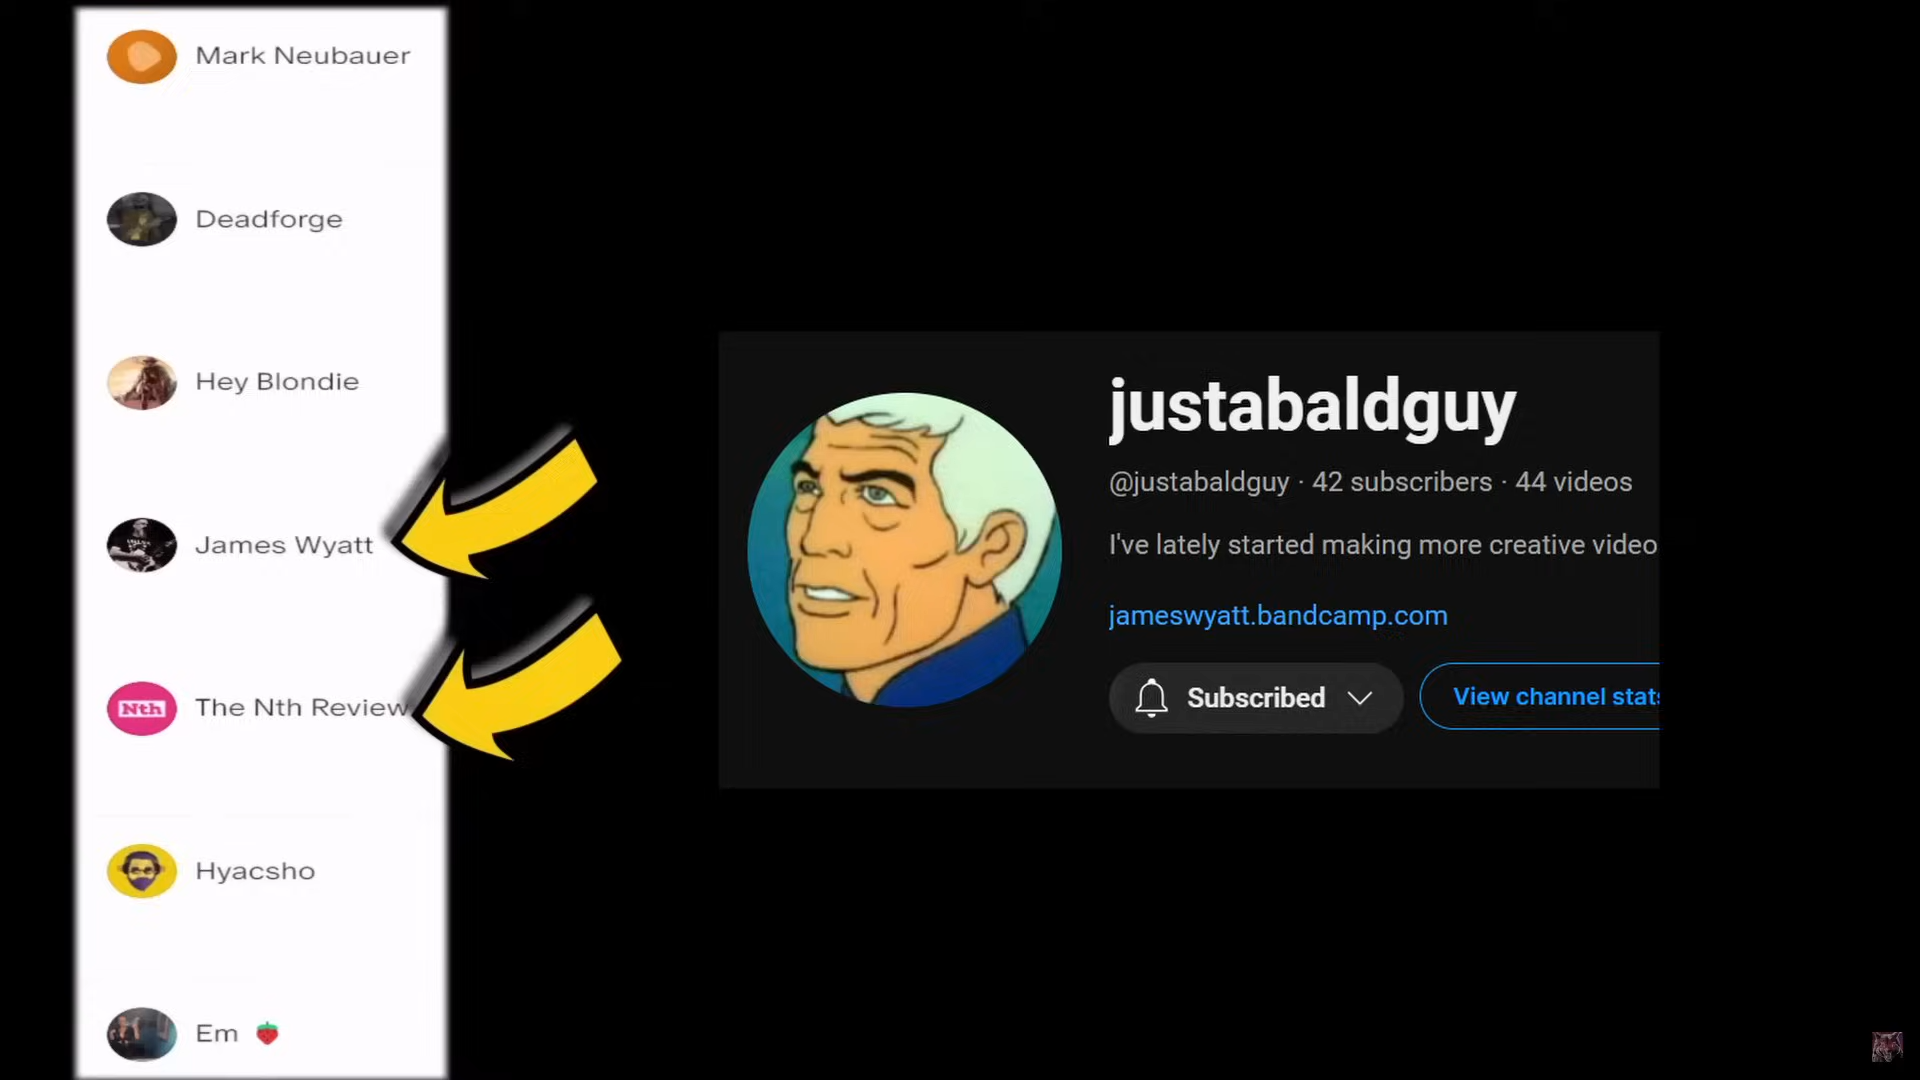 Mark Neubauer
Deadforge
Hey Blondie
James Wyatt
Nth The Nth Review
Hyacsho
Em 🍓
justabaldguy
@justabaldguy · 42 subscribers · 44 videos
I've lately started making more creative video
jameswyatt.bandcamp.com
Subscribed
View channel stats